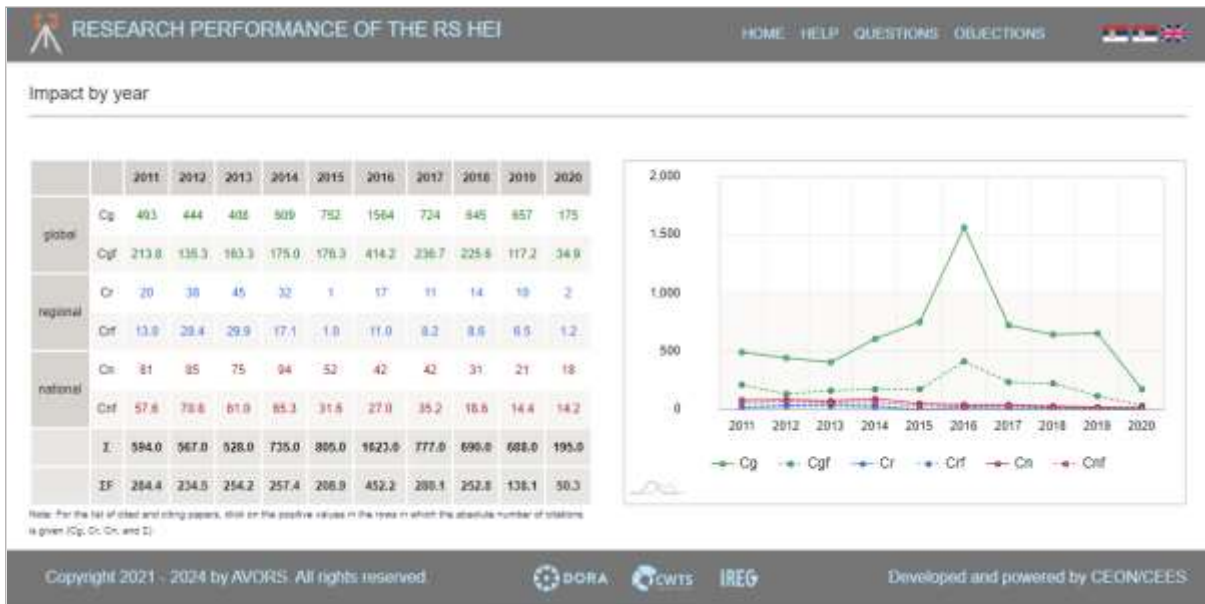 RESEARCH PERFORMANCE OF THE RS HEI
HOME HELP QUESTIONS OBJECTIONS
Impact by year
2011 2012 2013 2014 2015 2016 2017 2018 2019 2020
global
Cg 493 444 408 609 752 1564 724 645 657 175
Cgf 213.8 135.3 163.3 175.0 176.3 414.2 236.7 225.6 117.2 34.9
regional
Cr 20 38 45 32 1 17 11 14 10 2
Crf 13.0 28.4 29.9 17.1 1.0 11.0 8.2 8.6 6.5 1.2
national
Cn 81 85 75 94 52 42 42 31 21 18
Cnf 57.6 70.8 61.0 65.3 31.6 27.0 35.2 18.6 14.4 14.2
Σ 594.0 567.0 528.0 735.0 805.0 1623.0 777.0 690.0 688.0 195.0
ΣF 284.4 234.5 254.2 257.4 208.9 452.2 280.1 252.8 138.1 50.3
Note: For the list of cited and citing papers, click on the positive values in the rows in which the absolute number of citations
is given (Cg, Cr, Cn, and Σ)
2,000
1,500
1,000
500
0
2011 2012 2013 2014 2015 2016 2017 2018 2019 2020
Cg Cgf Cr Crf Cn Cnf
Copyright 2021 - 2024 by AVORS. All rights reserved.
DORA CWTS IREG
Developed and powered by CEON/CEES